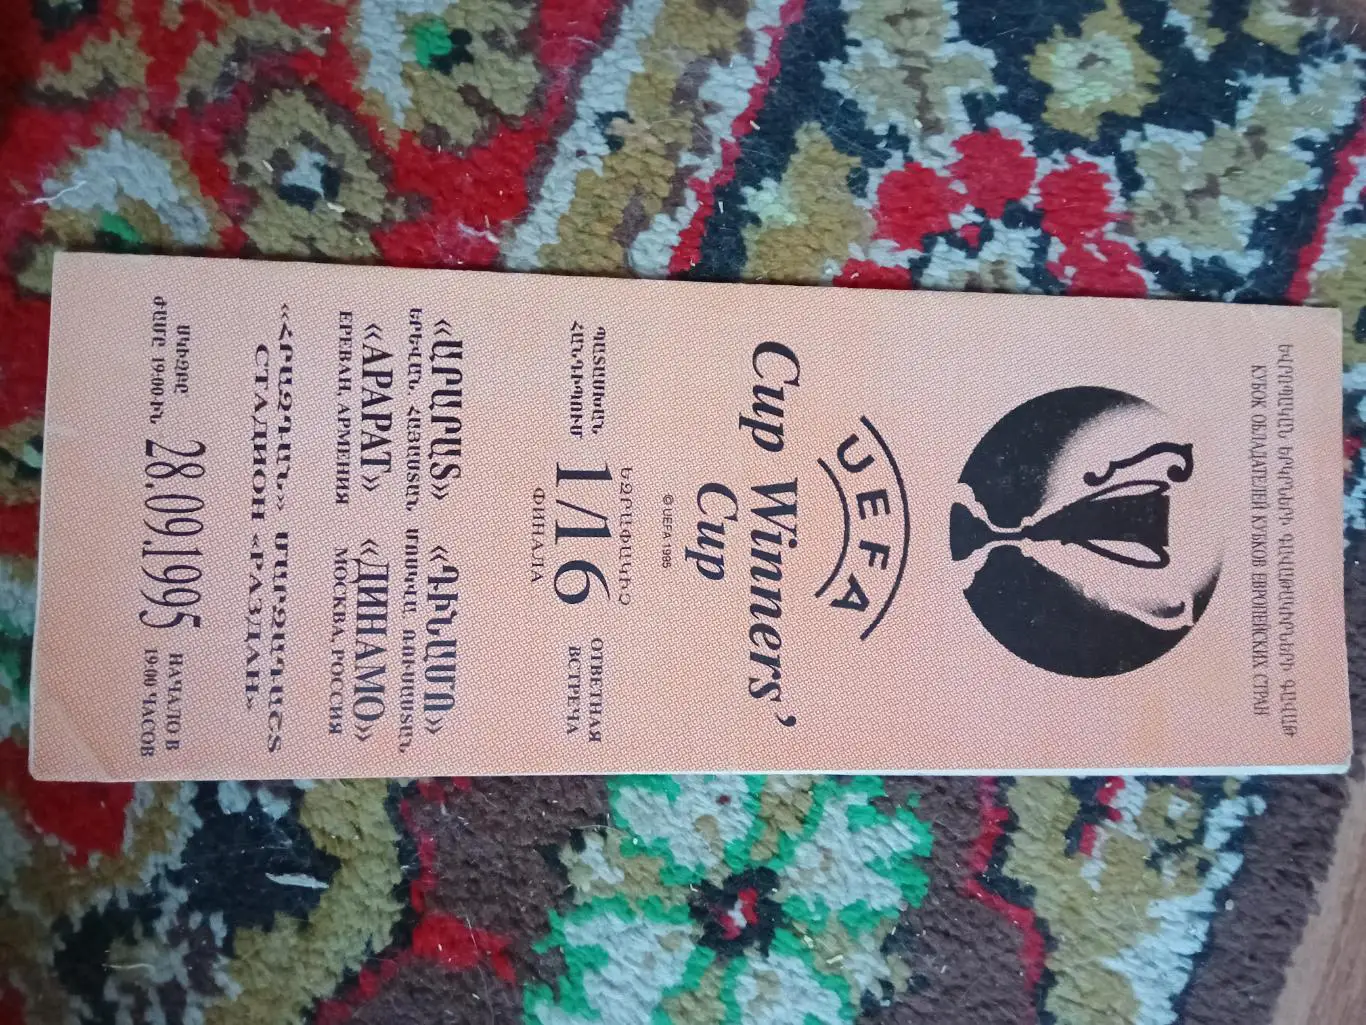 ԵՎՐՈՊԱԿԱՆ ԵՐԿՐՆԵՐԻ ԳԱՎԱԹԱԿԻՐՆԵՐԻ ԳԱՎԱԹ
КУБОК ОБЛАДАТЕЛЕЙ КУБКОВ ЕВРОПЕЙСКИХ СТРАН
UEFA
Cup Winners'
Cup
© UEFA 1995
ՊԱՏԱՍԽԱՆ
ՀԱՆԴԻՊՈՒՄ
ԵԶՐԱՓԱԿԻՉ
1/16
ФИНАЛА
ОТВЕТНАЯ
ВСТРЕЧА
«ԱՐԱՐԱՏ» «ԴԻՆԱՄՈ»
ԵՐԵՎԱՆ, ՀԱՅԱՍՏԱՆ ՄՈՍԿՎԱ, ՌՈՒՍԱՍՏԱՆ
«АРАРАТ» «ДИНАМО»
ЕРЕВАН, АРМЕНИЯ МОСКВА, РОССИЯ
«ՀՐԱԶԴԱՆ» ՄԱՐԶԱԴԱՇՏ
СТАДИОН «РАЗДАН»
ՍԿԻԶԲԸ
ԺԱՄԸ 19:00-ԻՆ
28.09.1995
НАЧАЛО В
19:00 ЧАСОВ